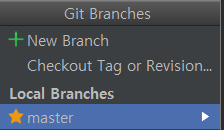 Git Branches
New Branch
Checkout Tag or Revision...
Local Branches
master